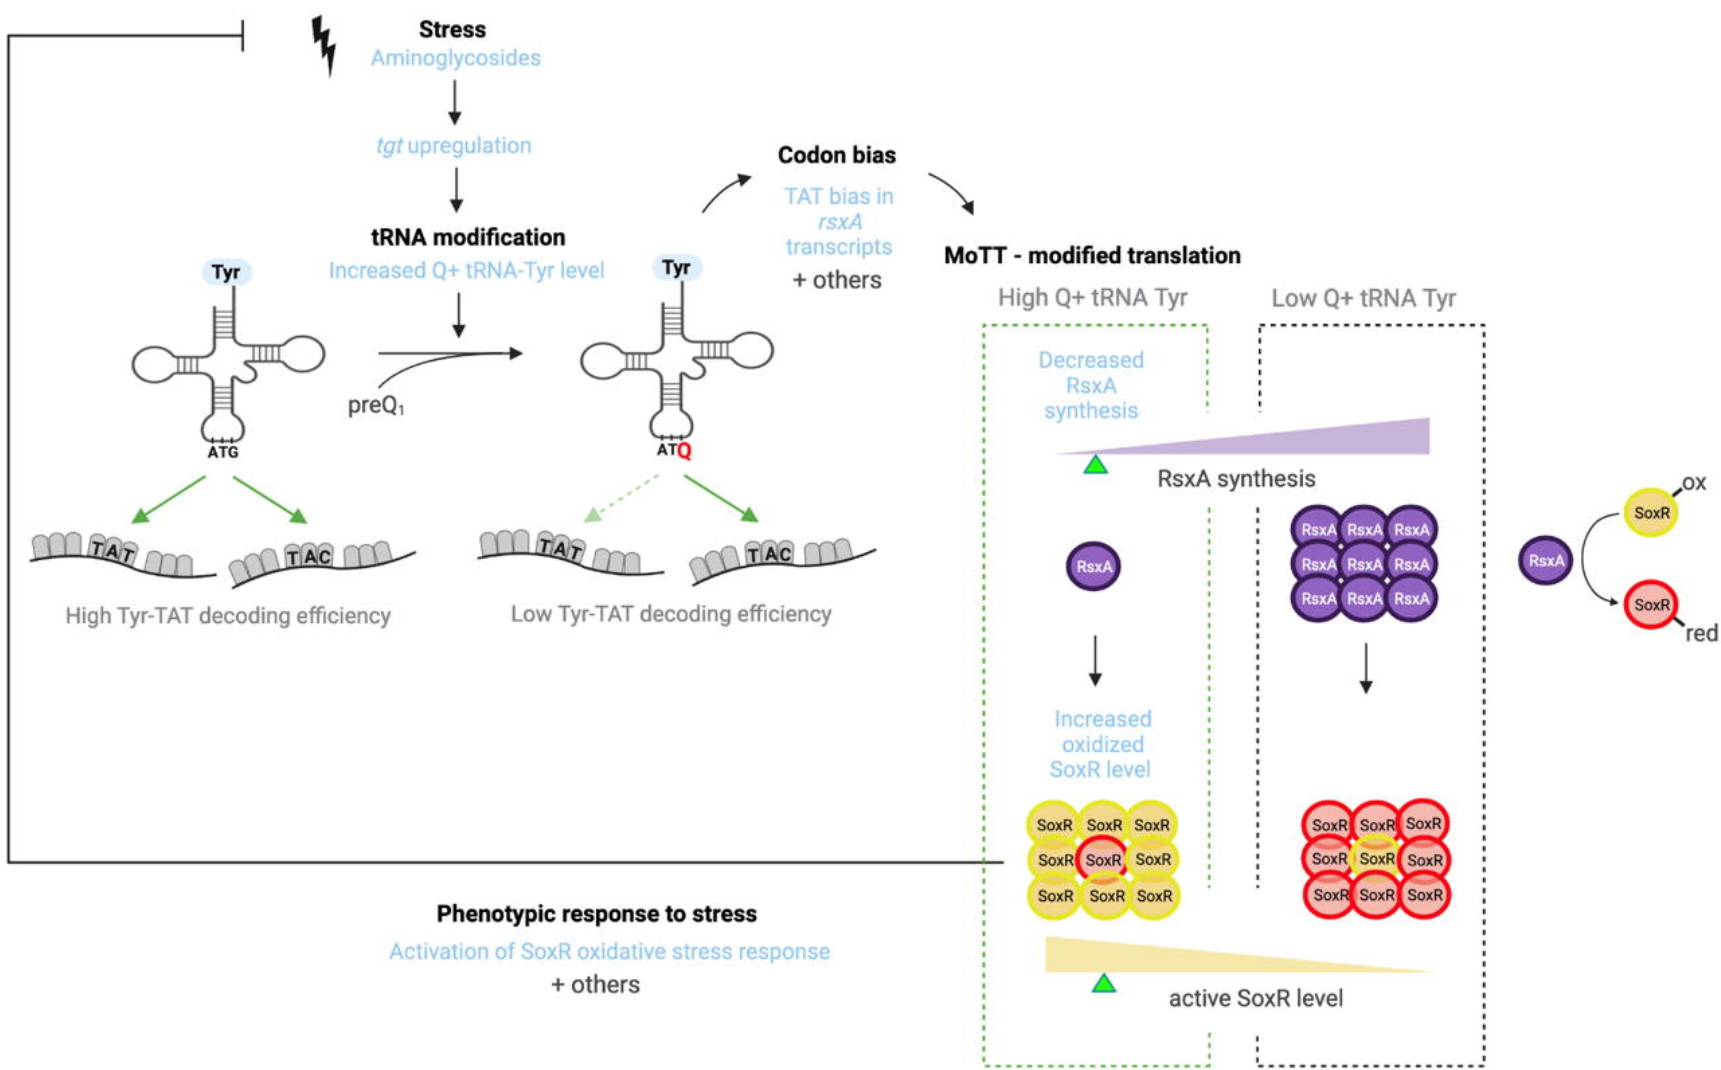 Stress
Aminoglycosides
tgt upregulation
tRNA modification
Increased Q+ tRNA-Tyr level
Tyr
ATG
preQ1
Tyr
ATQ
TAT
TAC
High Tyr-TAT decoding efficiency
TAT
TAC
Low Tyr-TAT decoding efficiency
Codon bias
TAT bias in
rsxA
transcripts
+ others
MoTT - modified translation
High Q+ tRNA Tyr
Low Q+ tRNA Tyr
Decreased
RsxA
synthesis
RsxA synthesis
RsxA
RsxA RsxA RsxA
RsxA RsxA RsxA
RsxA RsxA RsxA
Increased
oxidized
SoxR level
SoxR SoxR SoxR
SoxR SoxR SoxR
SoxR SoxR SoxR
SoxR SoxR SoxR
SoxR SoxR SoxR
SoxR SoxR SoxR
active SoxR level
RsxA
SoxR
ox
SoxR
red
Phenotypic response to stress
Activation of SoxR oxidative stress response
+ others